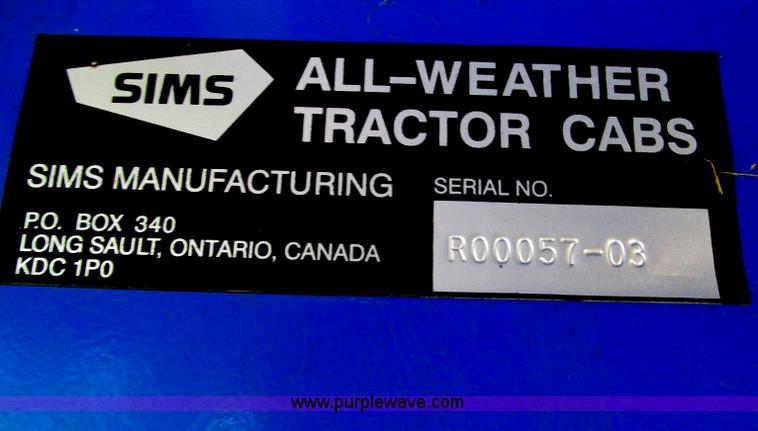 SIMS
ALL-WEATHER
TRACTOR CABS
SIMS MANUFACTURING
P.O. BOX 340
LONG SAULT, ONTARIO, CANADA
KDC 1P0
SERIAL NO.
R00057-03
www.purplewave.com